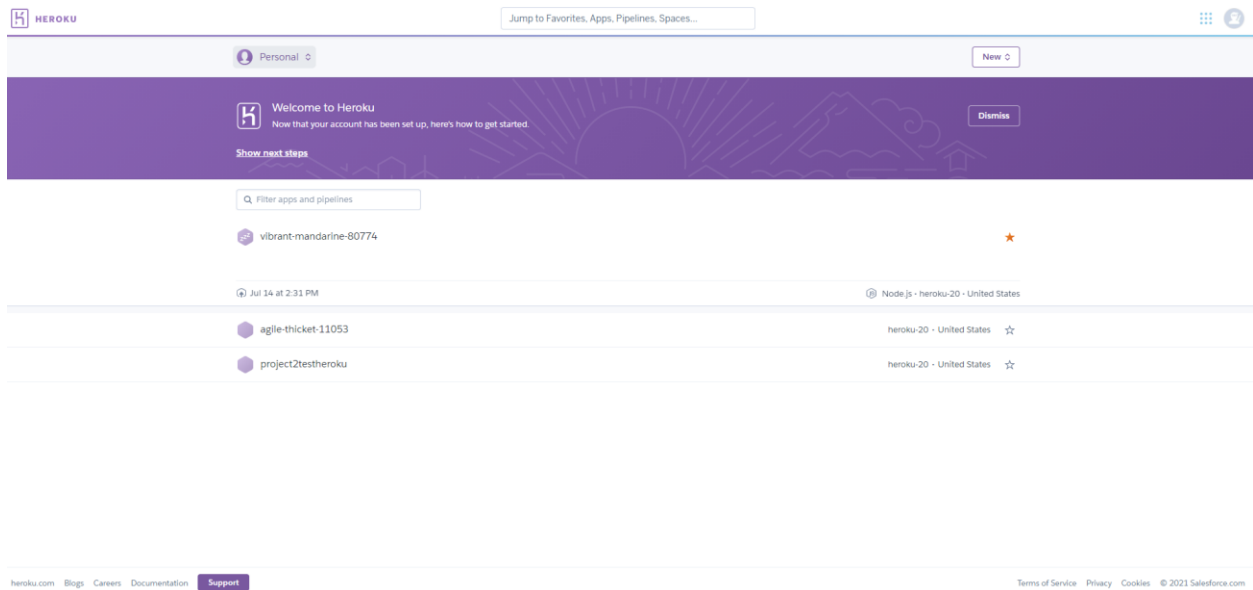 HEROKU
Jump to Favorites, Apps, Pipelines, Spaces...
Personal
New
Welcome to Heroku
Now that your account has been set up, here's how to get started.
Dismiss
Show next steps
Filter apps and pipelines
vibrant-mandarine-80774
Jul 14 at 2:31 PM
Node.js - heroku-20 - United States
agile-thicket-11053
heroku-20 - United States
project2testheroku
heroku-20 - United States
heroku.com Blogs Careers Documentation Support
Terms of Service Privacy Cookies © 2021 Salesforce.com